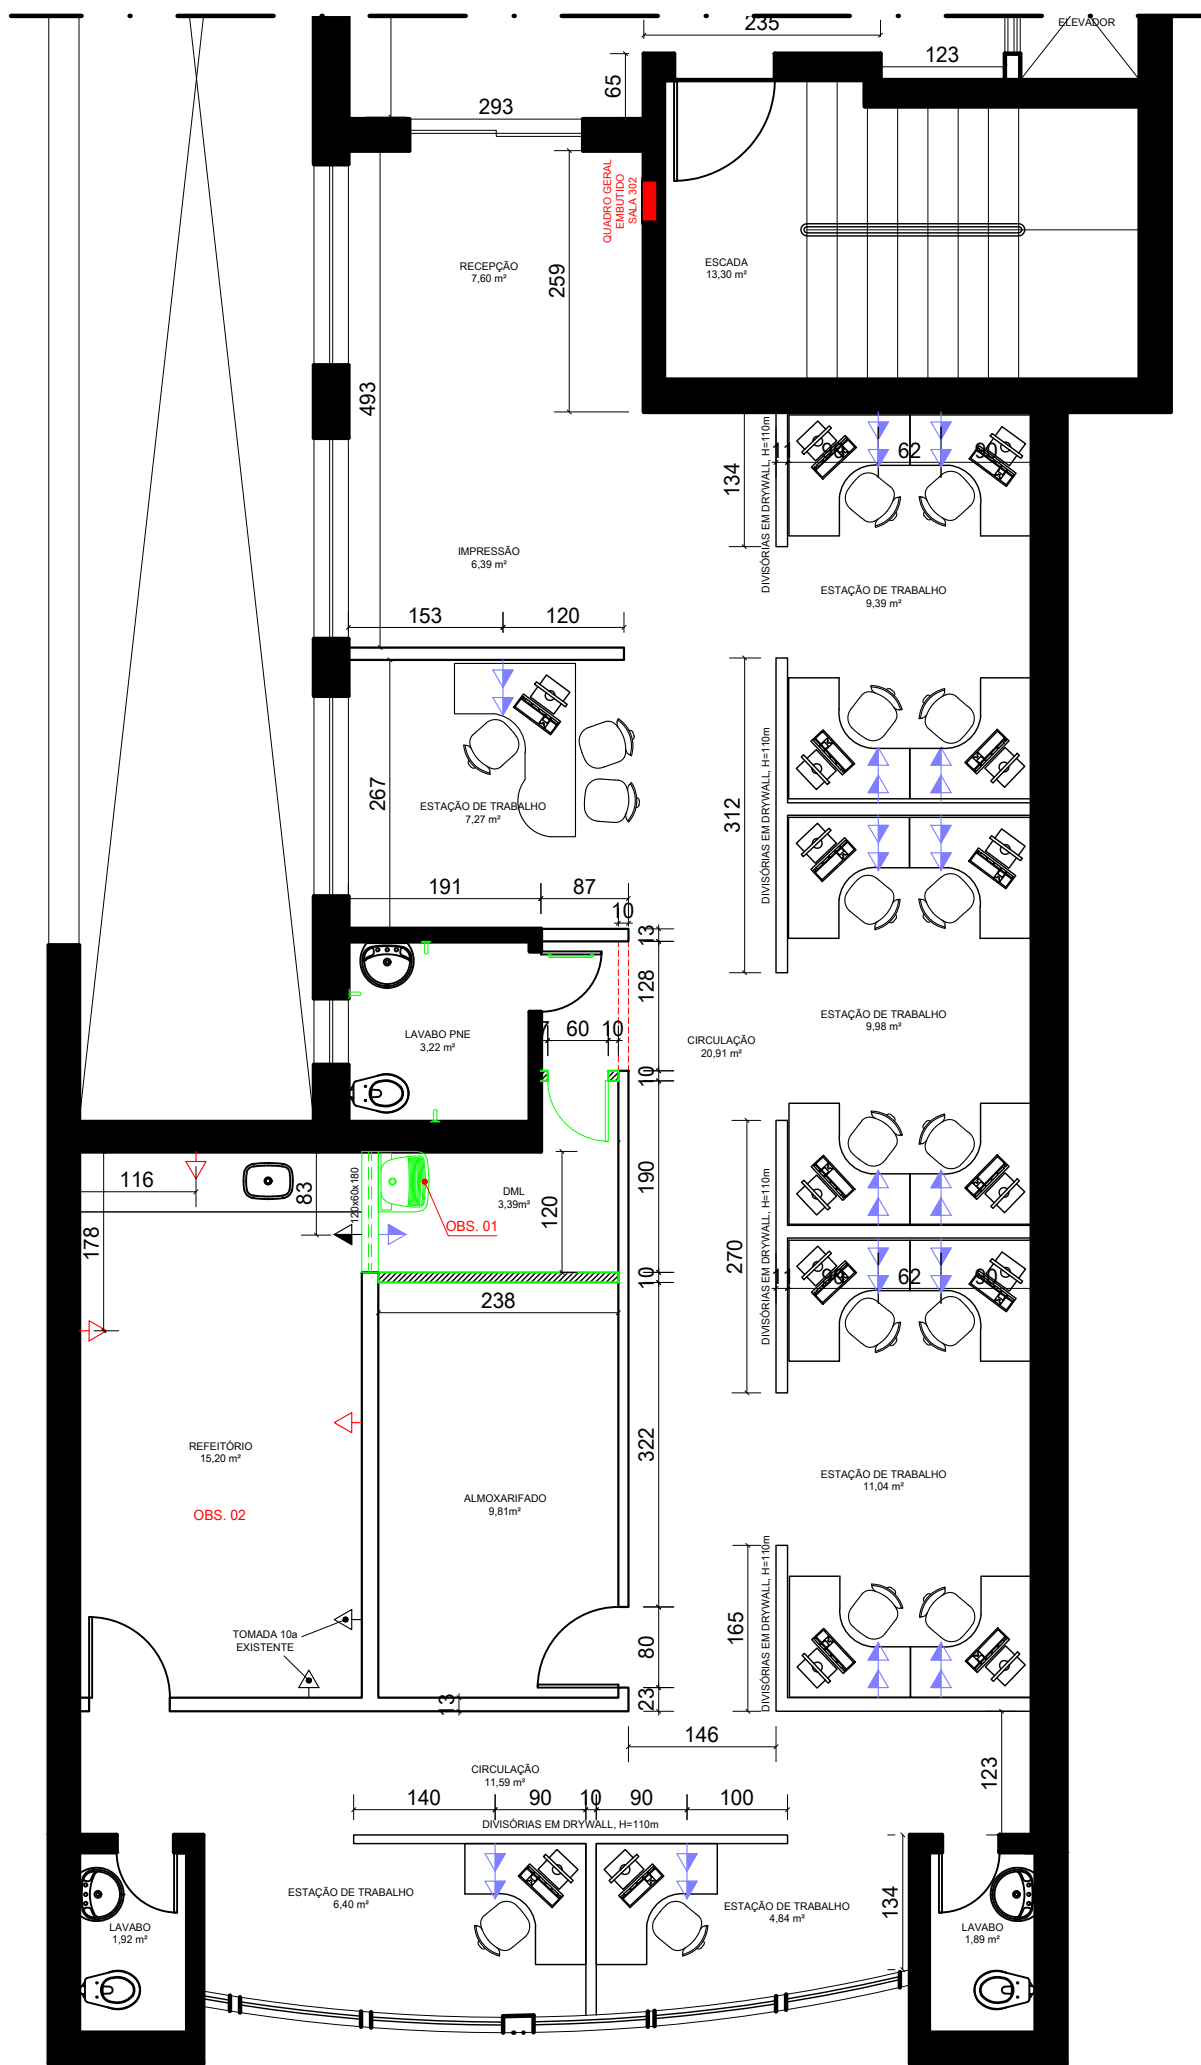 235
ELEVADOR
123
65
293
QUADRO GERAL
EMBUTIDO
SALA 302
RECEPÇÃO
7,60 m²
ESCADA
13,30 m²
259
493
DIVISÓRIAS EM DRYWALL, H=110m
11
62
90
134
IMPRESSÃO
6,39 m²
ESTAÇÃO DE TRABALHO
9,39 m²
153
120
DIVISÓRIAS EM DRYWALL, H=110m
267
312
ESTAÇÃO DE TRABALHO
7,27 m²
191
87
10
13
128
LAVABO PNE
3,22 m²
7
60
10
CIRCULAÇÃO
20,91 m²
ESTAÇÃO DE TRABALHO
9,98 m²
10
116
83
120x60x180
DML
3,39m²
OBS. 01
120
190
178
DIVISÓRIAS EM DRYWALL, H=110m
270
11
62
90
10
238
REFEITÓRIO
15,20 m²
322
ESTAÇÃO DE TRABALHO
11,04 m²
ALMOXARIFADO
9,81m²
OBS. 02
DIVISÓRIAS EM DRYWALL, H=110m
165
TOMADA 10a
EXISTENTE
80
13
23
146
123
CIRCULAÇÃO
11,59 m²
140
90
10
90
100
DIVISÓRIAS EM DRYWALL, H=110m
ESTAÇÃO DE TRABALHO
6,40 m²
ESTAÇÃO DE TRABALHO
4,84 m²
134
LAVABO
1,92 m²
LAVABO
1,89 m²